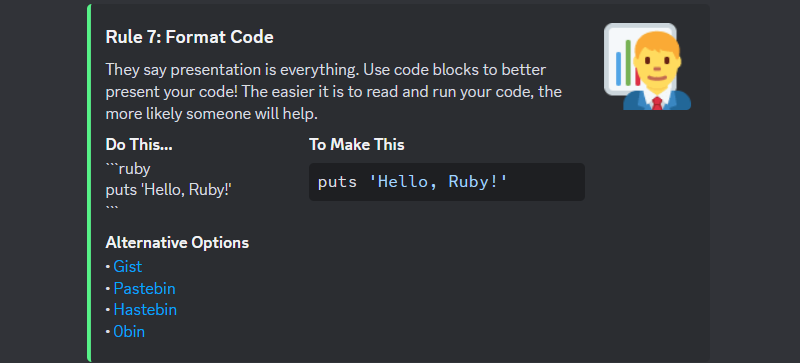 Rule 7: Format Code
They say presentation is everything. Use code blocks to better
present your code! The easier it is to read and run your code, the
more likely someone will help.
Do This...
```ruby
puts 'Hello, Ruby!'
```
To Make This
puts 'Hello, Ruby!'
Alternative Options
• Gist
• Pastebin
• Hastebin
• 0bin